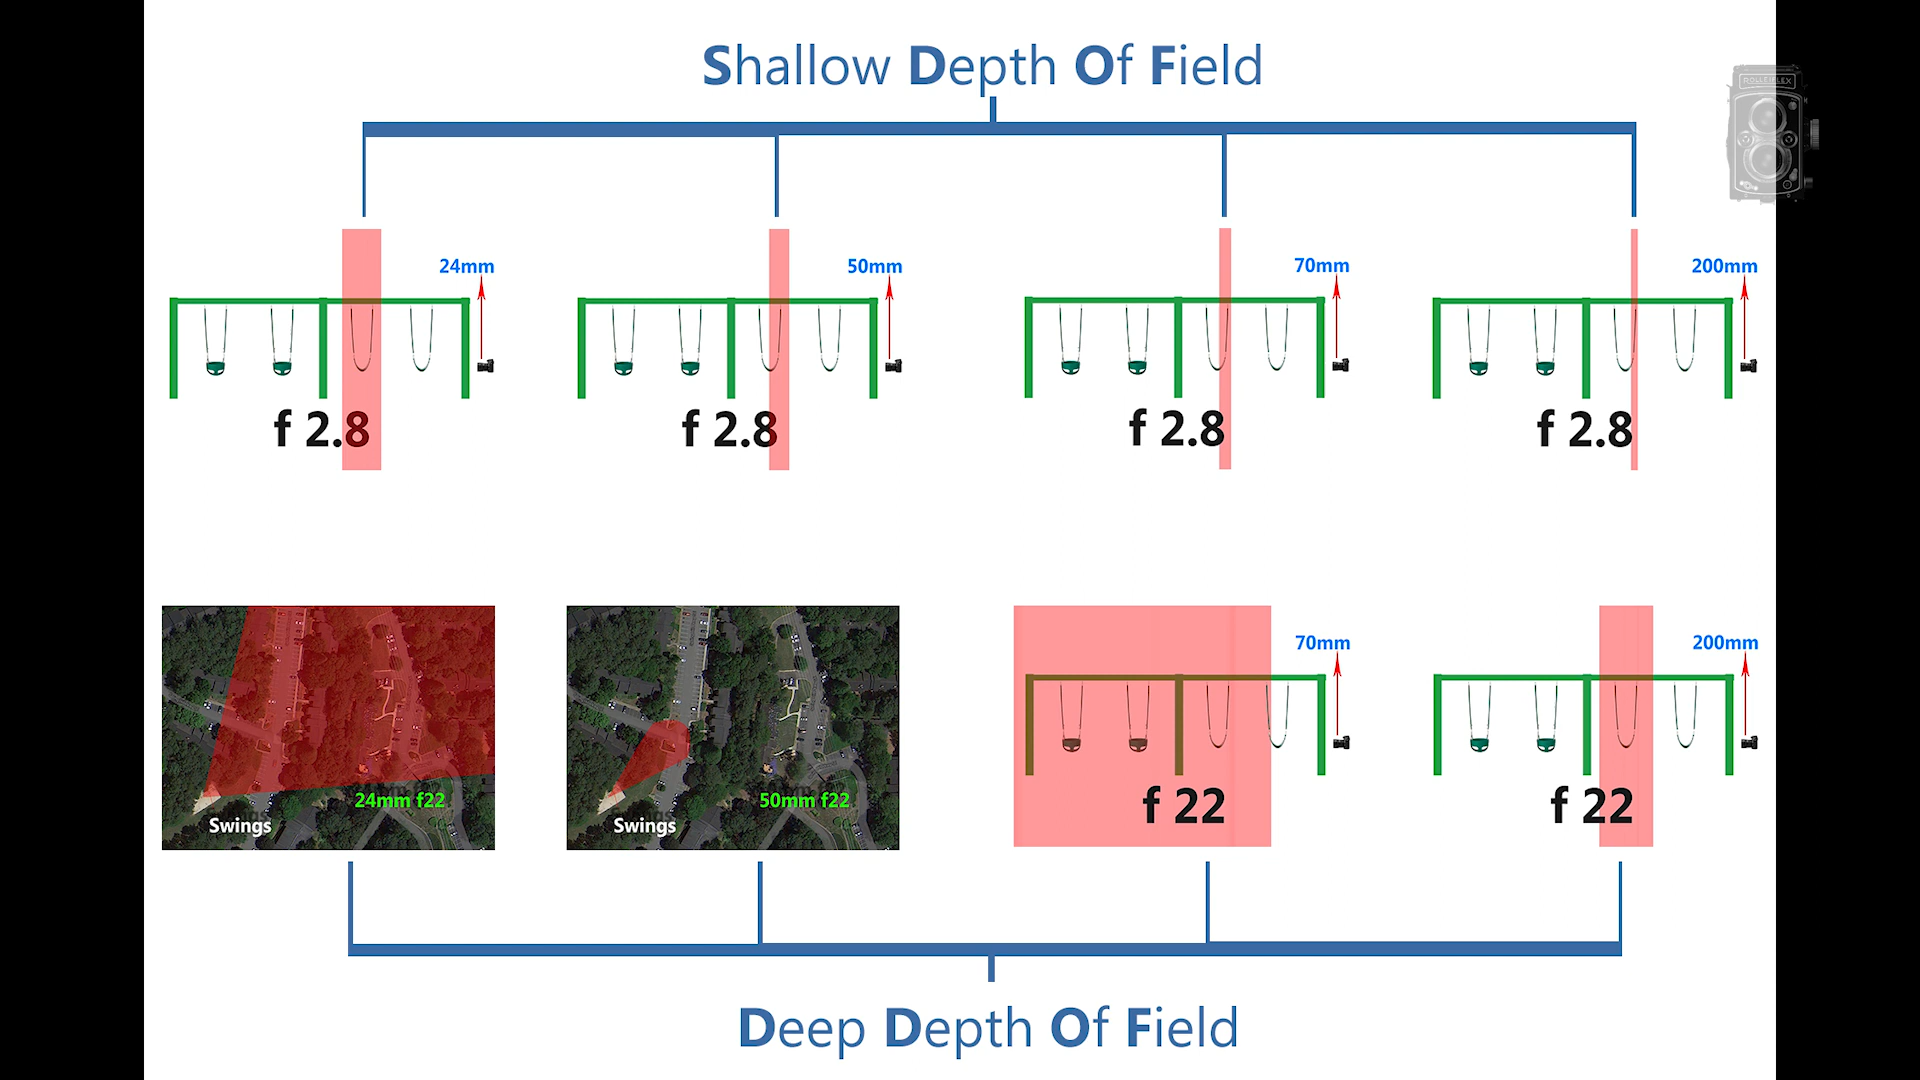 Shallow Depth Of Field
ROLLEIFLEX
24mm
50mm
70mm
200mm
f 2.8
f 2.8
f 2.8
f 2.8
70mm
200mm
24mm f22
50mm f22
f 22
f 22
Swings
Swings
Deep Depth Of Field